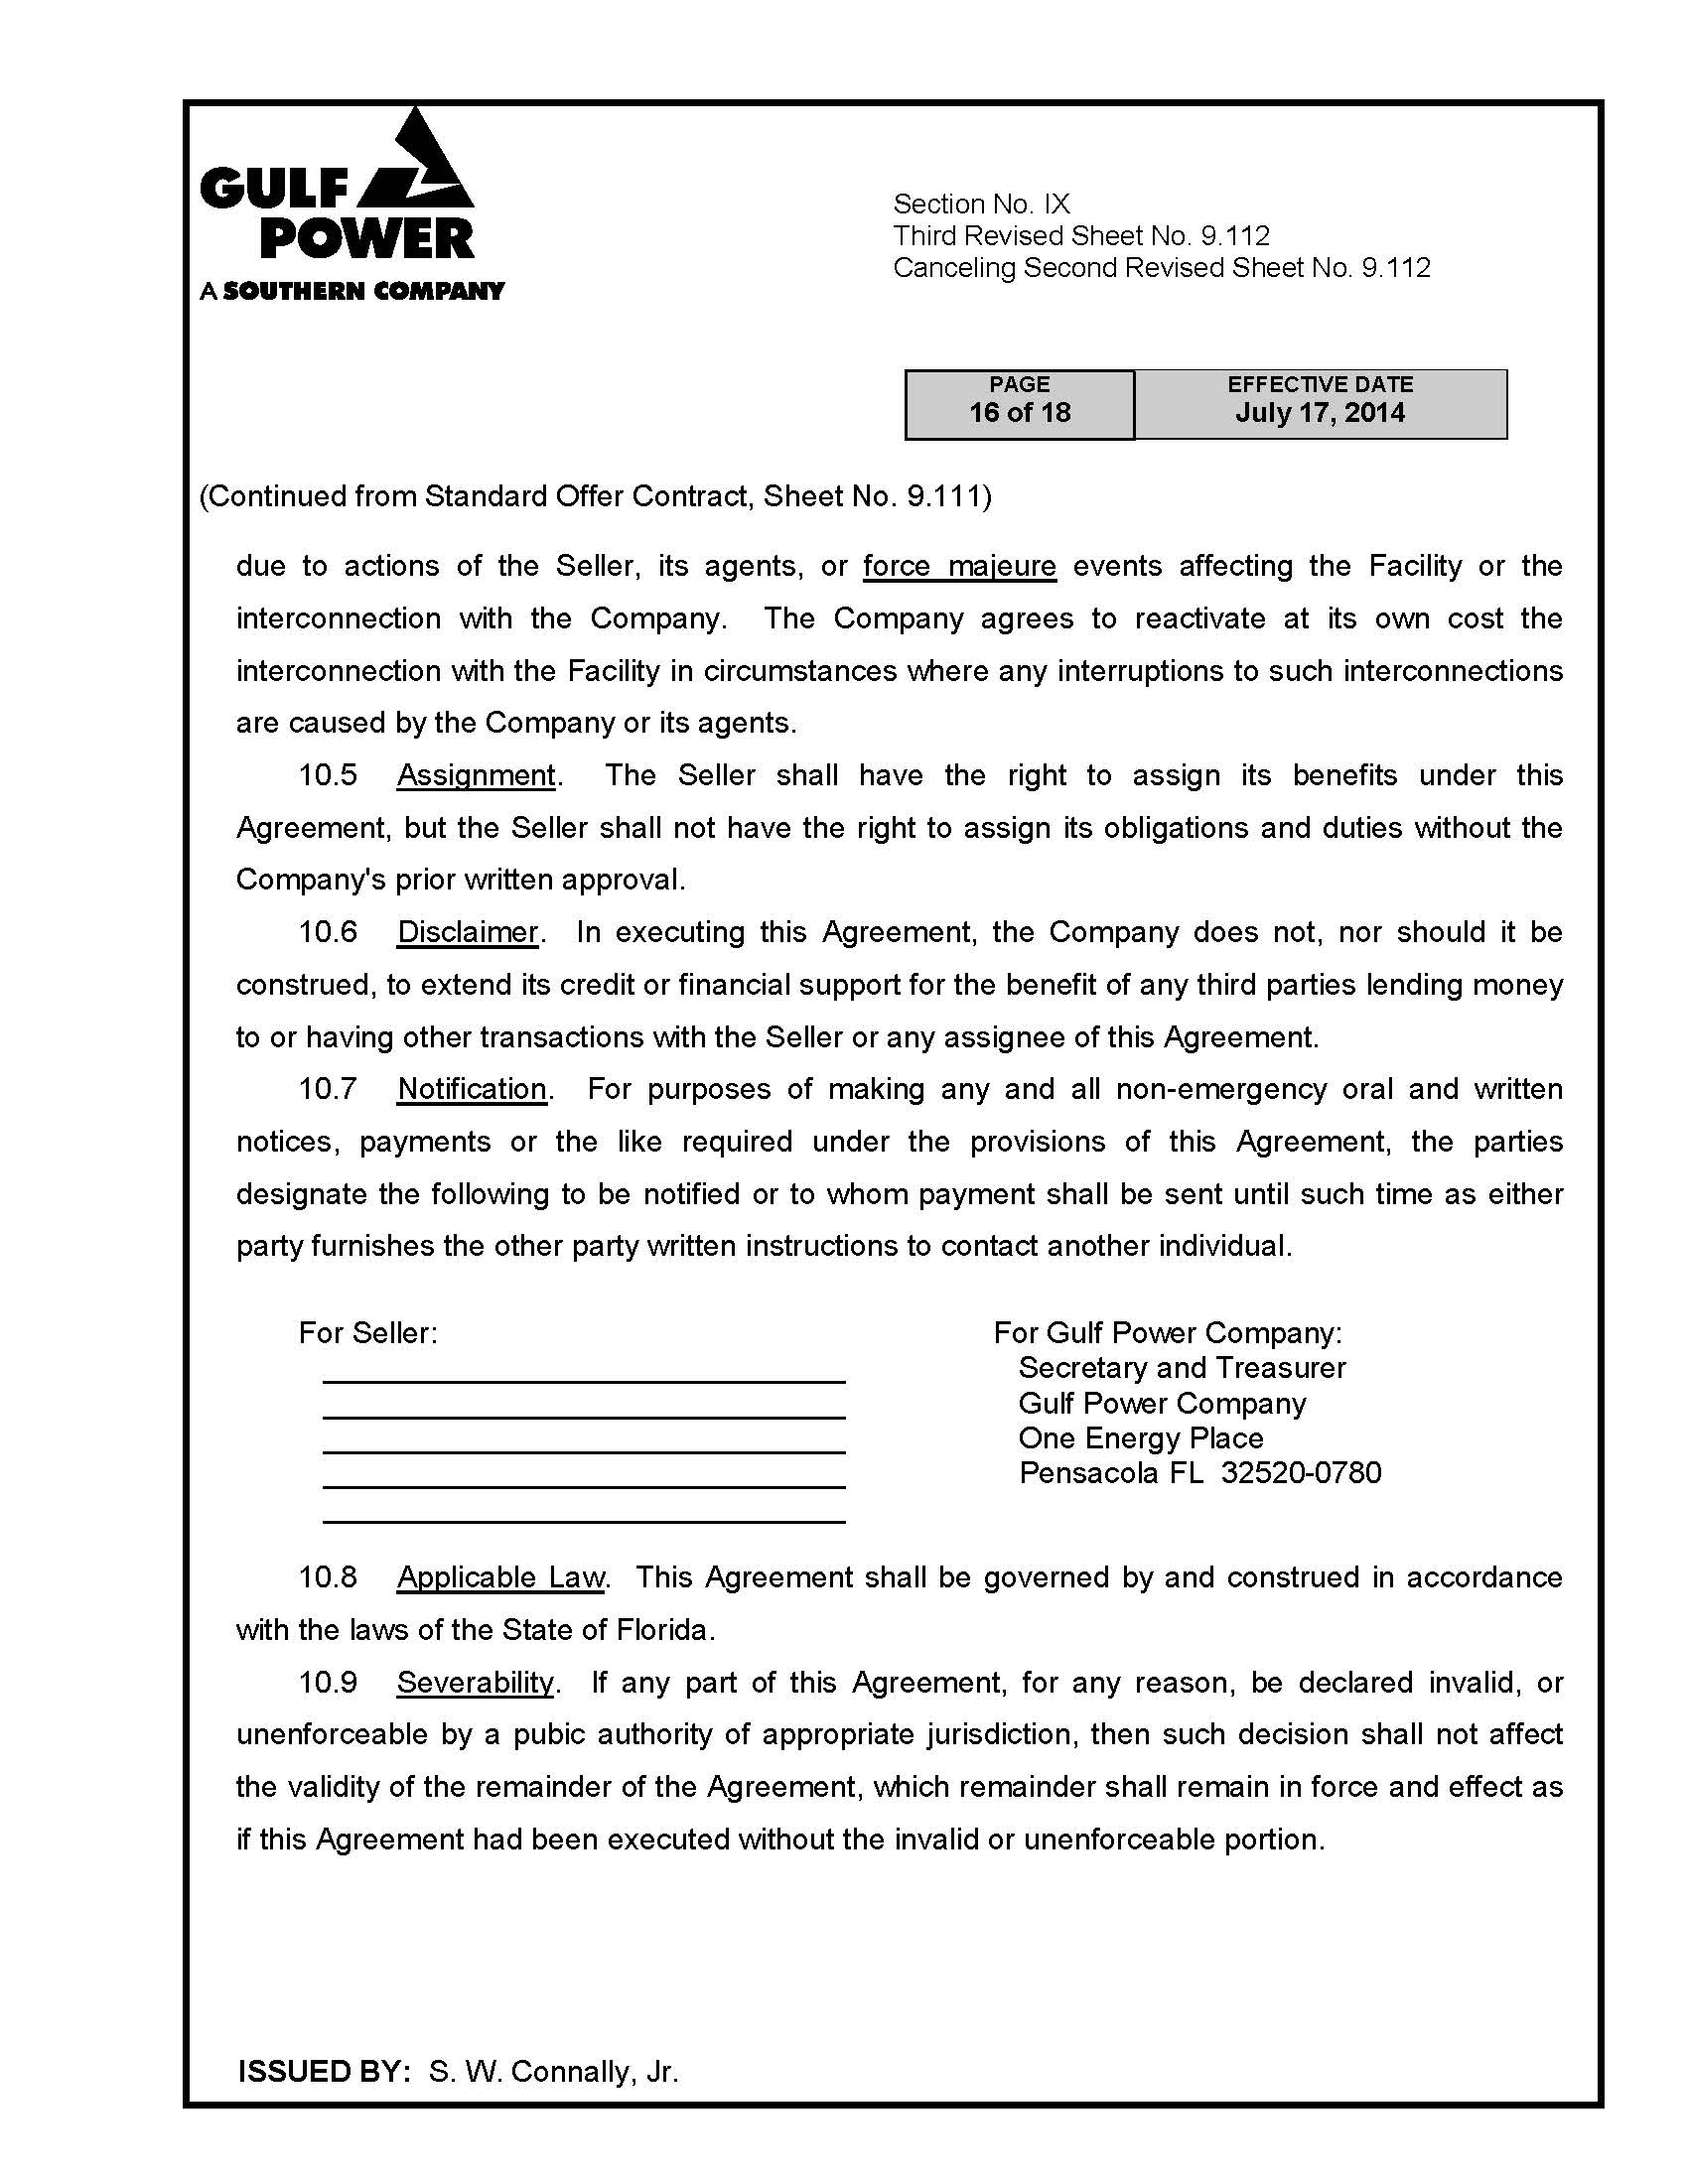 GULF
POWER
A SOUTHERN COMPANY
Section No. IX
Third Revised Sheet No. 9.112
Canceling Second Revised Sheet No. 9.112
PAGE
16 of 18
EFFECTIVE DATE
July 17, 2014
(Continued from Standard Offer Contract, Sheet No. 9.111)
due to actions of the Seller, its agents, or force majeure events affecting the Facility or the
interconnection with the Company. The Company agrees to reactivate at its own cost the
interconnection with the Facility in circumstances where any interruptions to such interconnections
are caused by the Company or its agents.
10.5 Assignment. The Seller shall have the right to assign its benefits under this
Agreement, but the Seller shall not have the right to assign its obligations and duties without the
Company's prior written approval.
10.6 Disclaimer. In executing this Agreement, the Company does not, nor should it be
construed, to extend its credit or financial support for the benefit of any third parties lending money
to or having other transactions with the Seller or any assignee of this Agreement.
10.7 Notification. For purposes of making any and all non-emergency oral and written
notices, payments or the like required under the provisions of this Agreement, the parties
designate the following to be notified or to whom payment shall be sent until such time as either
party furnishes the other party written instructions to contact another individual.
For Seller:
For Gulf Power Company:
Secretary and Treasurer
Gulf Power Company
One Energy Place
Pensacola FL 32520-0780
10.8 Applicable Law. This Agreement shall be governed by and construed in accordance
with the laws of the State of Florida.
10.9 Severability. If any part of this Agreement, for any reason, be declared invalid, or
unenforceable by a pubic authority of appropriate jurisdiction, then such decision shall not affect
the validity of the remainder of the Agreement, which remainder shall remain in force and effect as
if this Agreement had been executed without the invalid or unenforceable portion.
ISSUED BY: S. W. Connally, Jr.